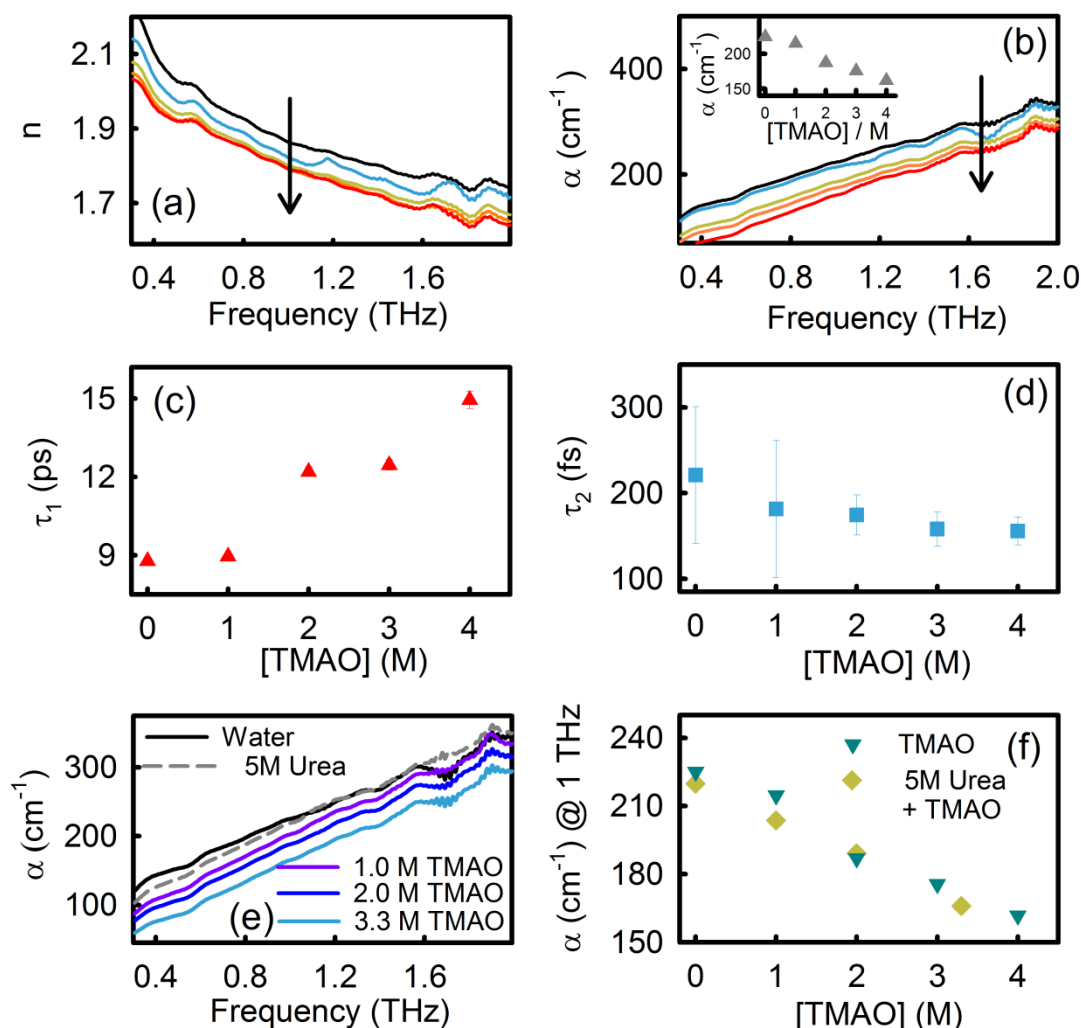 2.1
1.9
1.7
n
(a)
0.4
0.8
1.2
1.6
Frequency (THz)
400
200
α (cm⁻¹)
(b)
200
150
α (cm⁻¹)
0 1 2 3 4
[TMAO] / M
0.4
0.8
1.2
1.6
2.0
Frequency (THz)
15
12
9
τ₁ (ps)
(c)
0
1
2
3
4
[TMAO] (M)
300
200
100
τ₂ (fs)
(d)
0
1
2
3
4
[TMAO] (M)
300
200
100
α (cm⁻¹)
Water
5M Urea
1.0 M TMAO
2.0 M TMAO
3.3 M TMAO
(e)
0.4
0.8
1.2
1.6
Frequency (THz)
240
210
180
150
α (cm⁻¹) @ 1 THz
TMAO
(f)
5M Urea
+ TMAO
0
1
2
3
4
[TMAO] (M)